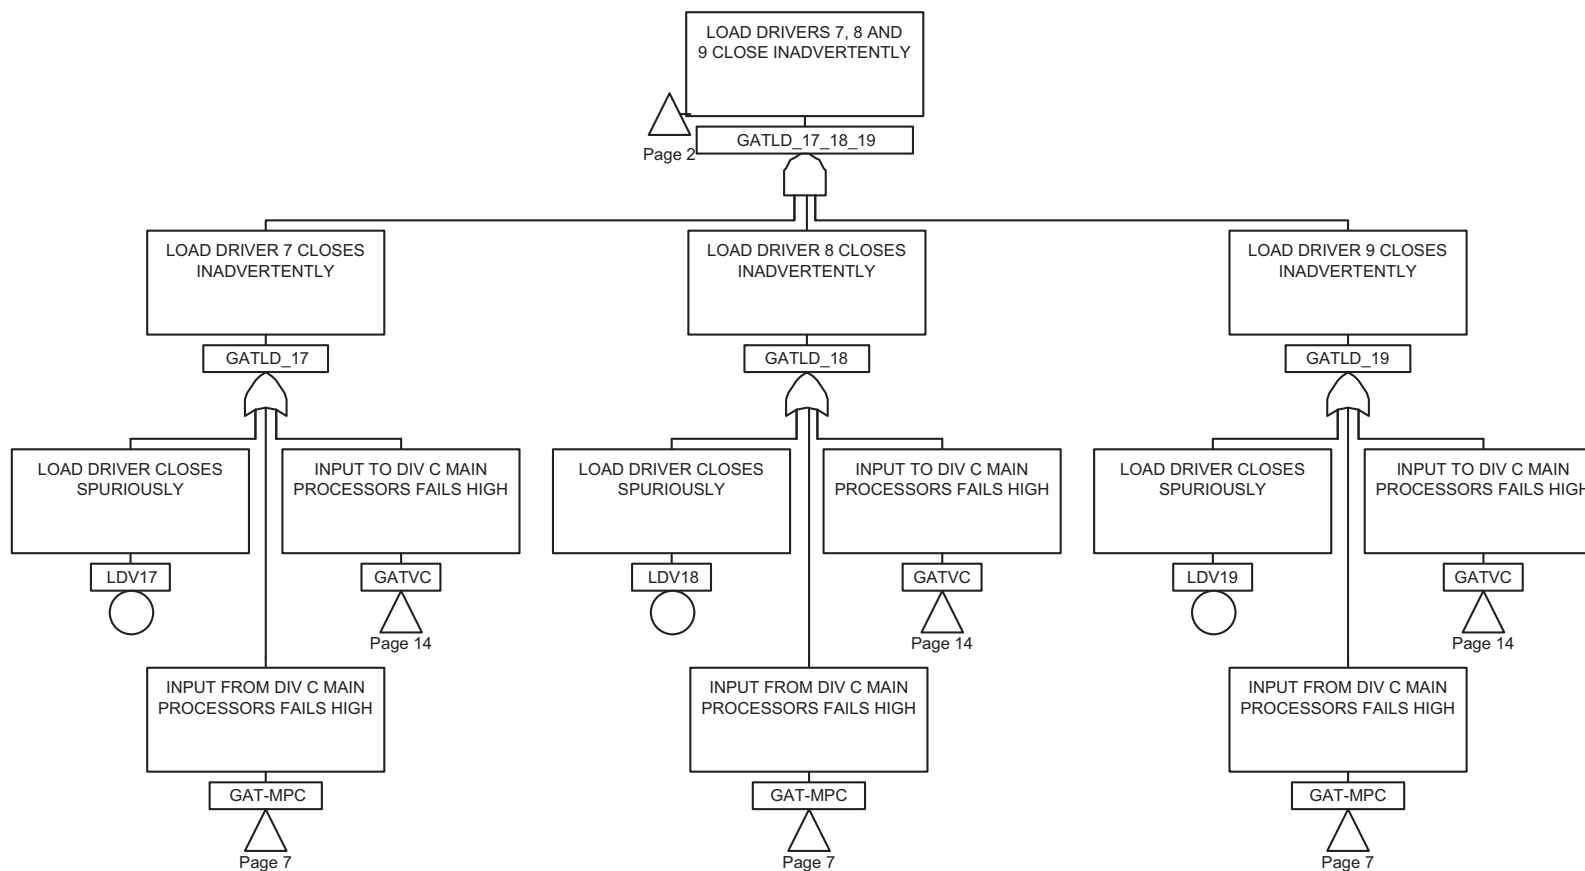 LOAD DRIVERS 7, 8 AND
9 CLOSE INADVERTENTLY
Page 2
GATLD_17_18_19
LOAD DRIVER 7 CLOSES
INADVERTENTLY
LOAD DRIVER 8 CLOSES
INADVERTENTLY
LOAD DRIVER 9 CLOSES
INADVERTENTLY
GATLD_17
GATLD_18
GATLD_19
LOAD DRIVER CLOSES
SPURIOUSLY
INPUT TO DIV C MAIN
PROCESSORS FAILS HIGH
LOAD DRIVER CLOSES
SPURIOUSLY
INPUT TO DIV C MAIN
PROCESSORS FAILS HIGH
LOAD DRIVER CLOSES
SPURIOUSLY
INPUT TO DIV C MAIN
PROCESSORS FAILS HIGH
LDV17
GATVC
LDV18
GATVC
LDV19
GATVC
Page 14
Page 14
Page 14
INPUT FROM DIV C MAIN
PROCESSORS FAILS HIGH
INPUT FROM DIV C MAIN
PROCESSORS FAILS HIGH
INPUT FROM DIV C MAIN
PROCESSORS FAILS HIGH
GAT-MPC
GAT-MPC
GAT-MPC
Page 7
Page 7
Page 7